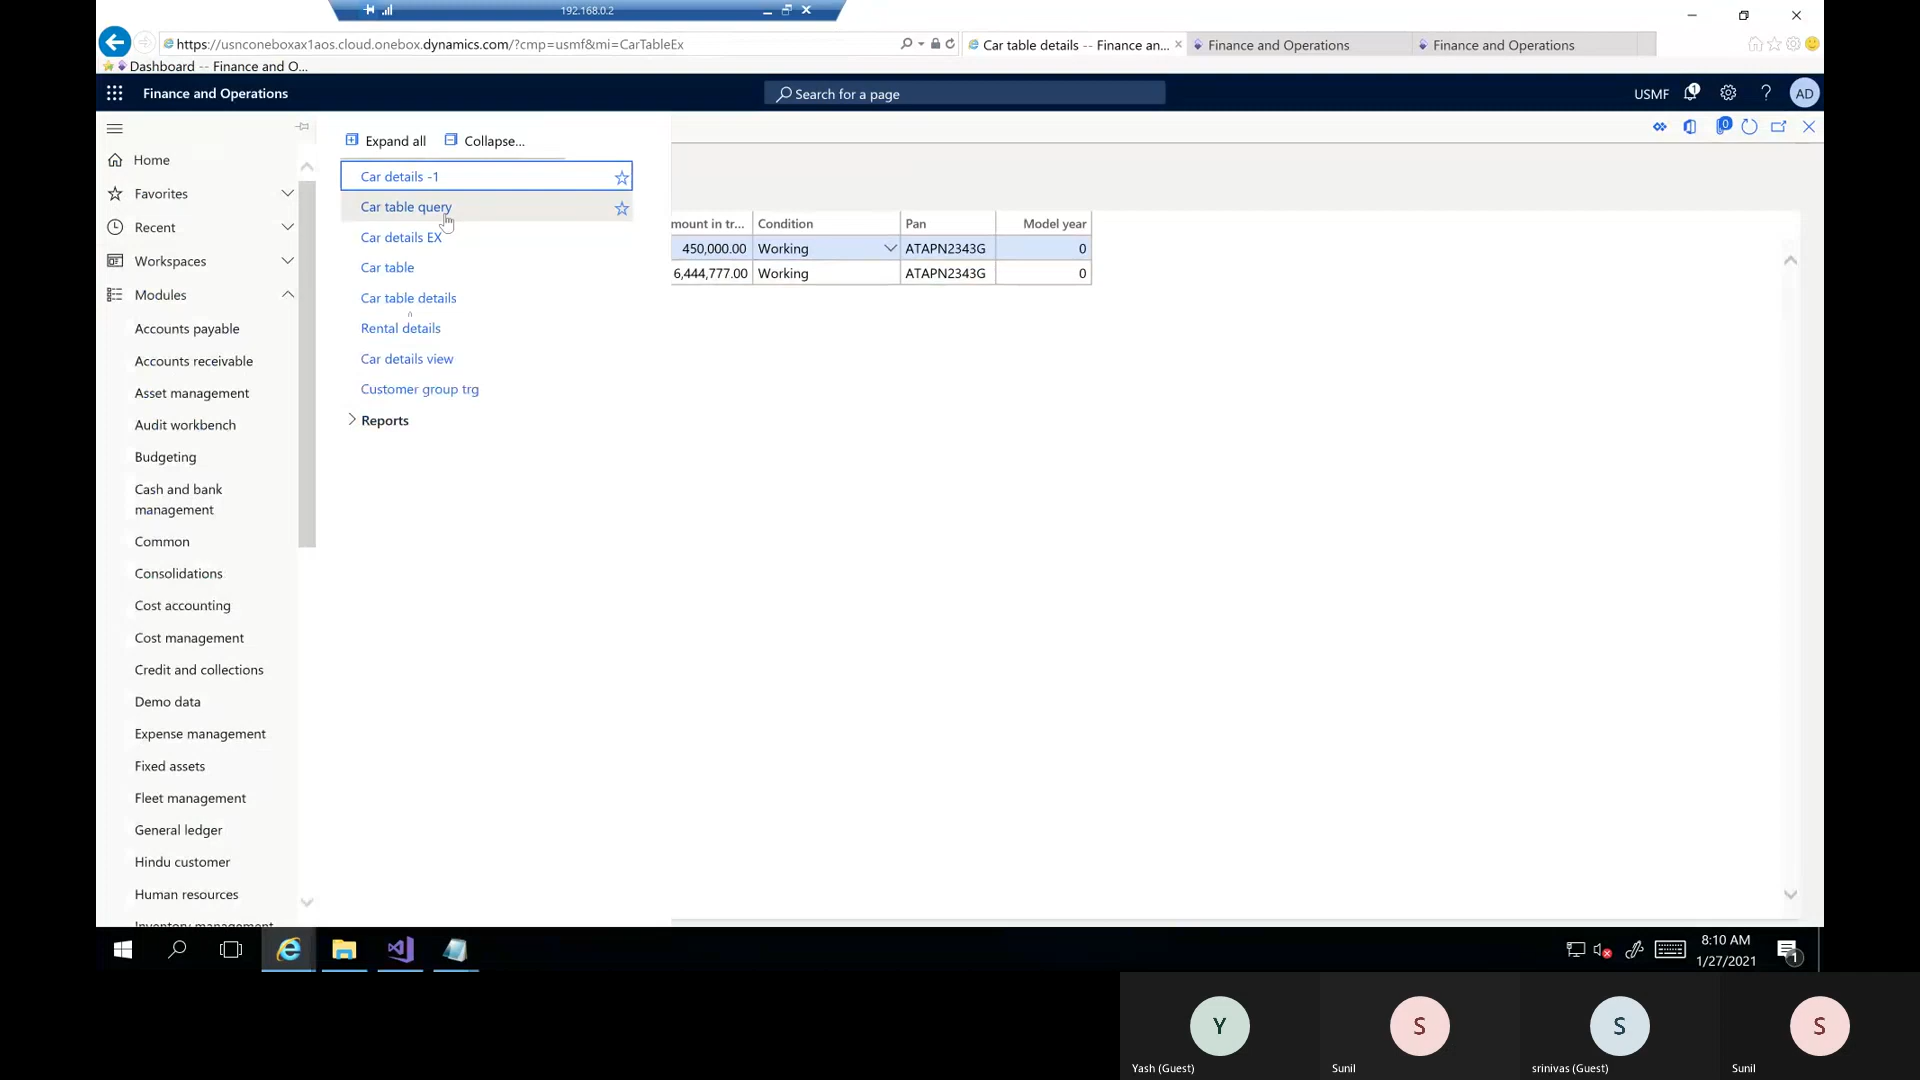 192.168.0.2
https://usnconeboxax1aos.cloud.onebox.dynamics.com/?cmp=usmf&mi=CarTableEx
Car table details -- Finance an...
Finance and Operations
Finance and Operations
Dashboard -- Finance and O...
Finance and Operations
Search for a page
USMF
1
?
AD
Expand all
Collapse...
0
Home
Favorites
Recent
Workspaces
Modules
Accounts payable
Accounts receivable
Asset management
Audit workbench
Budgeting
Cash and bank
management
Common
Consolidations
Cost accounting
Cost management
Credit and collections
Demo data
Expense management
Fixed assets
Fleet management
General ledger
Hindu customer
Human resources
Inventory management
Car details -1
Car table query
Car details EX
Car table
Car table details
Rental details
Car details view
Customer group trg
Reports
mount in tr... Condition Pan Model year
450,000.00 Working ATAPN2343G 0
6,444,777.00 Working ATAPN2343G 0
8:10 AM
1/27/2021
1
Y
S
S
S
Yash (Guest)
Sunil
srinivas (Guest)
Sunil